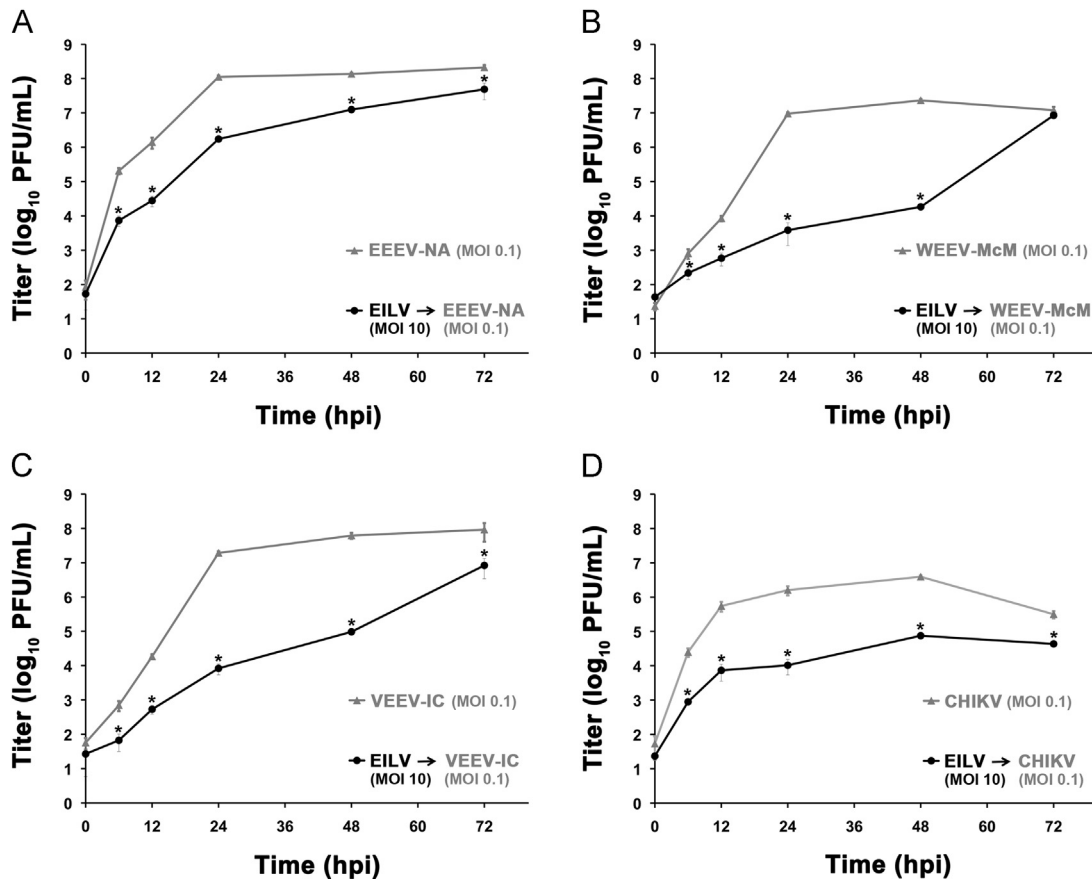 A
Titer (log10 PFU/mL)
9
8
7
6
5
4
3
2
1
0
* * * * *
EEEV-NA (MOI 0.1)
EILV → EEEV-NA
(MOI 10) (MOI 0.1)
0 12 24 36 48 60 72
Time (hpi)
B
Titer (log10 PFU/mL)
9
8
7
6
5
4
3
2
1
0
* * * *
WEEV-McM (MOI 0.1)
EILV → WEEV-McM
(MOI 10) (MOI 0.1)
0 12 24 36 48 60 72
Time (hpi)
C
Titer (log10 PFU/mL)
9
8
7
6
5
4
3
2
1
0
* * * * *
VEEV-IC (MOI 0.1)
EILV → VEEV-IC
(MOI 10) (MOI 0.1)
0 12 24 36 48 60 72
Time (hpi)
D
Titer (log10 PFU/mL)
9
8
7
6
5
4
3
2
1
0
* * * * *
CHIKV (MOI 0.1)
EILV → CHIKV
(MOI 10) (MOI 0.1)
0 12 24 36 48 60 72
Time (hpi)